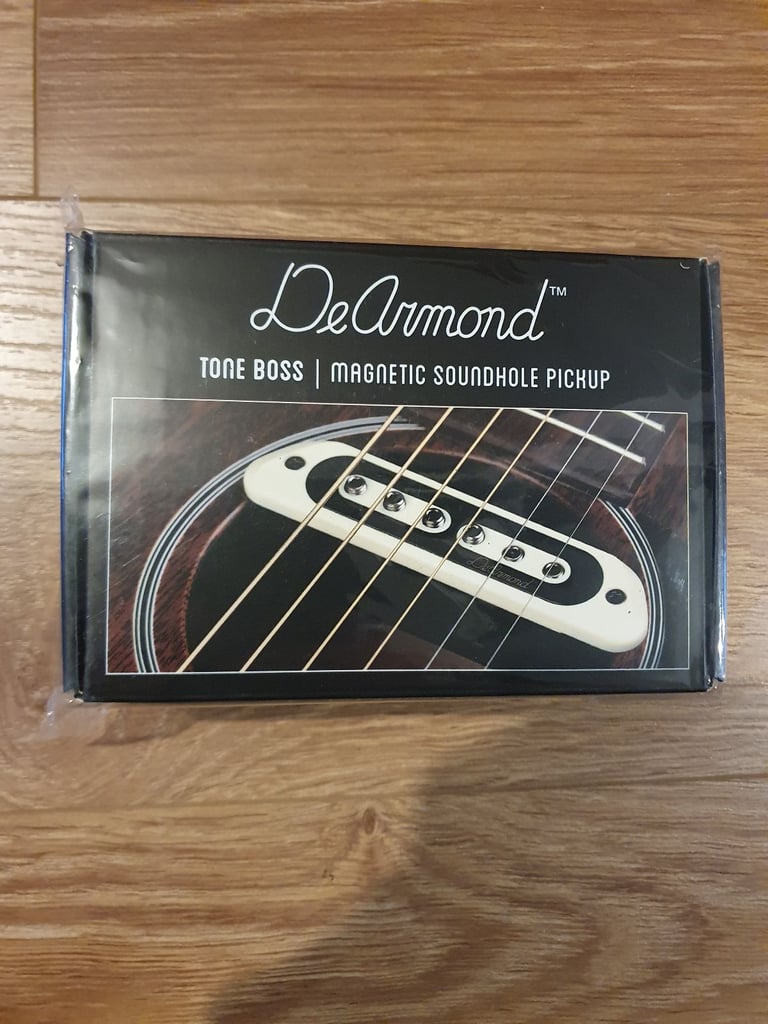 DeArmond™
TONE BOSS | MAGNETIC SOUNDHOLE PICKUP
DeArmond